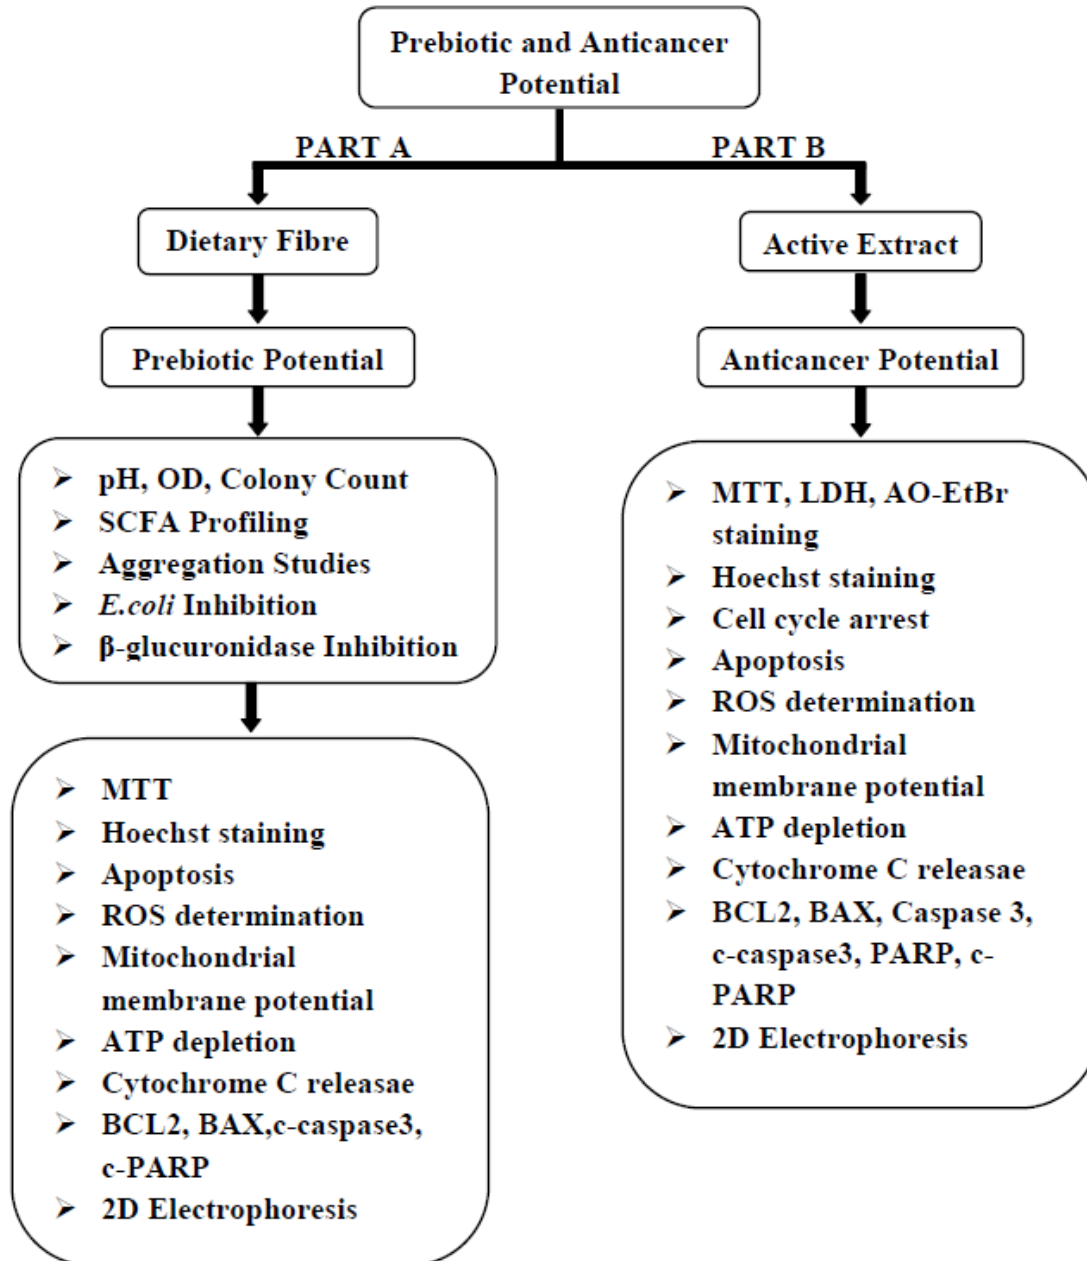 Prebiotic and Anticancer
Potential
PART A
PART B
Dietary Fibre
Prebiotic Potential
➢ pH, OD, Colony Count
➢ SCFA Profiling
➢ Aggregation Studies
➢ E.coli Inhibition
➢ β-glucuronidase Inhibition
➢ MTT
➢ Hoechst staining
➢ Apoptosis
➢ ROS determination
➢ Mitochondrial
membrane potential
➢ ATP depletion
➢ Cytochrome C releasae
➢ BCL2, BAX,c-caspase3,
c-PARP
➢ 2D Electrophoresis
Active Extract
Anticancer Potential
➢ MTT, LDH, AO-EtBr
staining
➢ Hoechst staining
➢ Cell cycle arrest
➢ Apoptosis
➢ ROS determination
➢ Mitochondrial
membrane potential
➢ ATP depletion
➢ Cytochrome C releasae
➢ BCL2, BAX, Caspase 3,
c-caspase3, PARP, c-
PARP
➢ 2D Electrophoresis